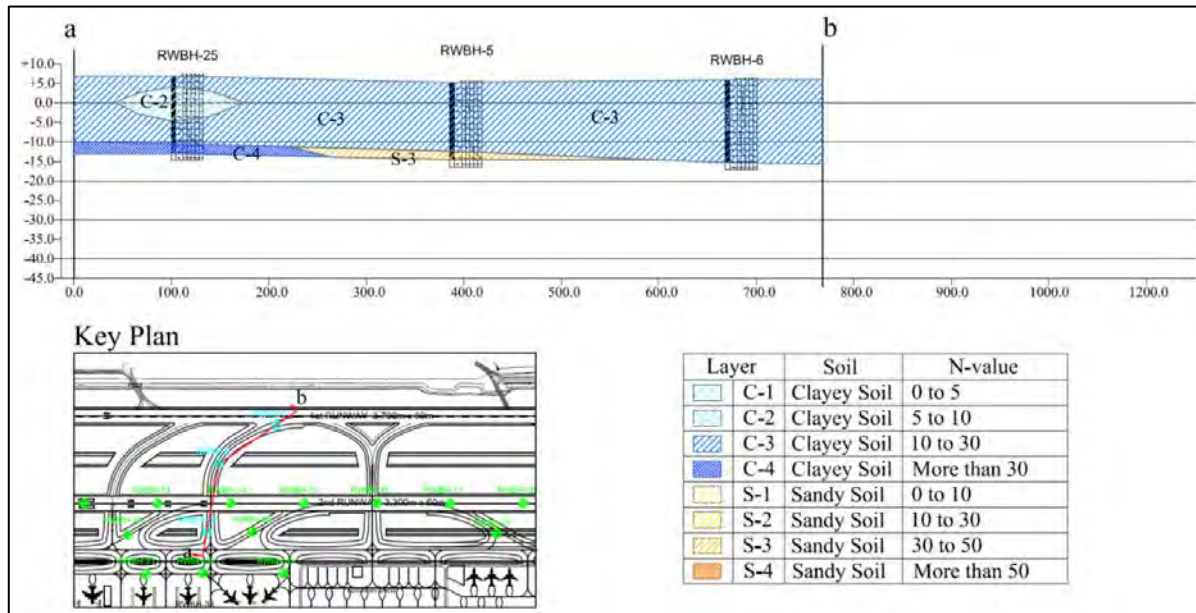 a
b
RWBH-25
RWBH-5
RWBH-6
+10.0
+5.0
0.0
-5.0
-10.0
-15.0
-20.0
-25.0
-30.0
-35.0
-40.0
-45.0
C-2
C-3
C-3
C-4
S-3
0.0 100.0 200.0 300.0 400.0 500.0 600.0 700.0 800.0 900.0 1000.0 1100.0 1200.0
Key Plan
b
RUNWAY
2nd RUNWAY
a
Layer Soil N-value
C-1 Clayey Soil 0 to 5
C-2 Clayey Soil 5 to 10
C-3 Clayey Soil 10 to 30
C-4 Clayey Soil More than 30
S-1 Sandy Soil 0 to 10
S-2 Sandy Soil 10 to 30
S-3 Sandy Soil 30 to 50
S-4 Sandy Soil More than 50